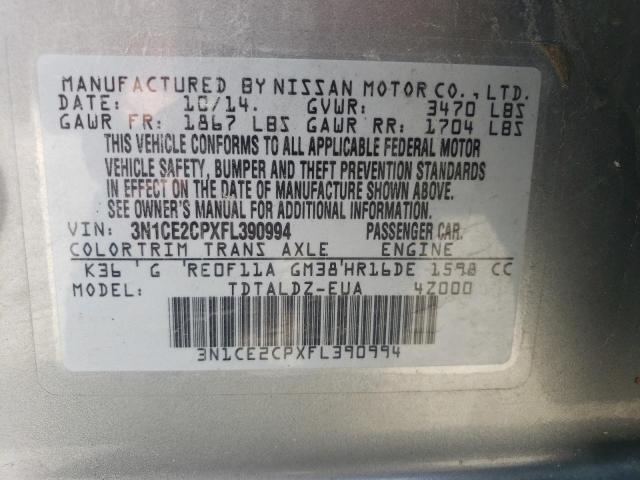 MANUFACTURED BY NISSAN MOTOR CO., LTD.
DATE: 10/14. GVWR: 3470 LBS
GAWR FR: 1867 LBS GAWR RR: 1704 LBS
THIS VEHICLE CONFORMS TO ALL APPLICABLE FEDERAL MOTOR
VEHICLE SAFETY, BUMPER AND THEFT PREVENTION STANDARDS
IN EFFECT ON THE DATE OF MANUFACTURE SHOWN ABOVE.
SEE OWNER'S MANUAL FOR ADDITIONAL INFORMATION.
VIN: 3N1CE2CPXFL390994 PASSENGER CAR.
COLORTRIM TRANS AXLE ENGINE
K36 ' G 'RE0F11A GM38'HR16DE 1598 CC
MODEL: TDTALDZ-EUA 4Z000
3N1CE2CPXFL390994